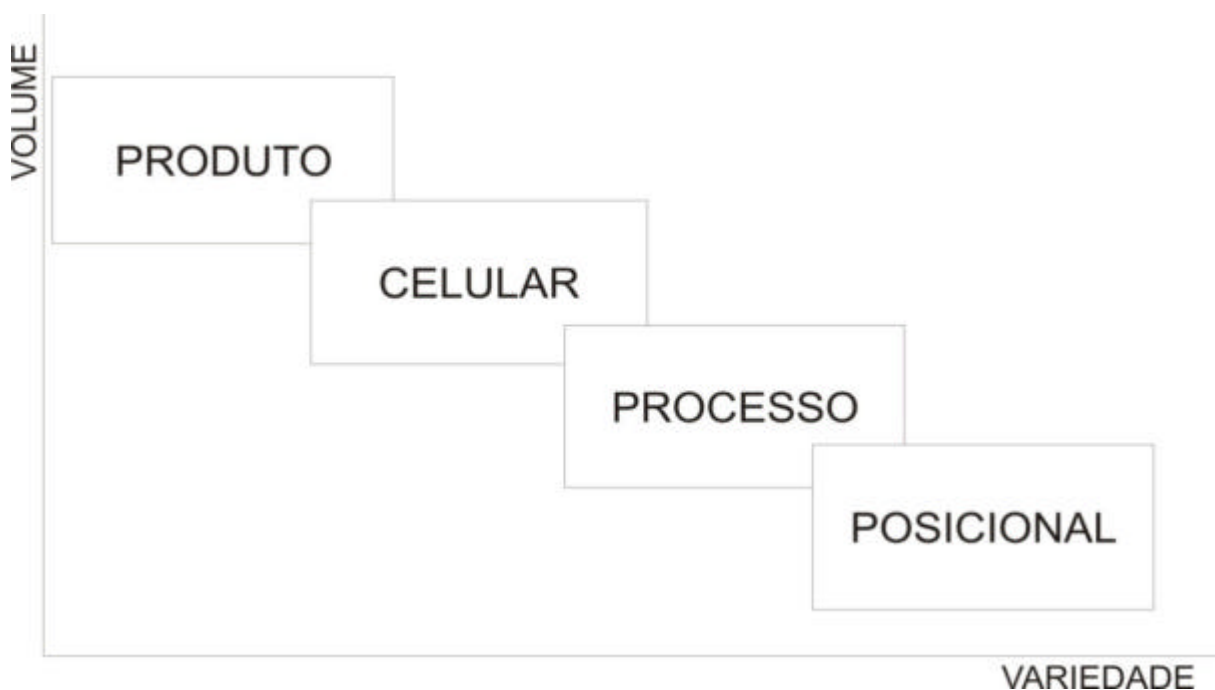 VOLUME
PRODUTO
CELULAR
PROCESSO
POSICIONAL
VARIEDADE